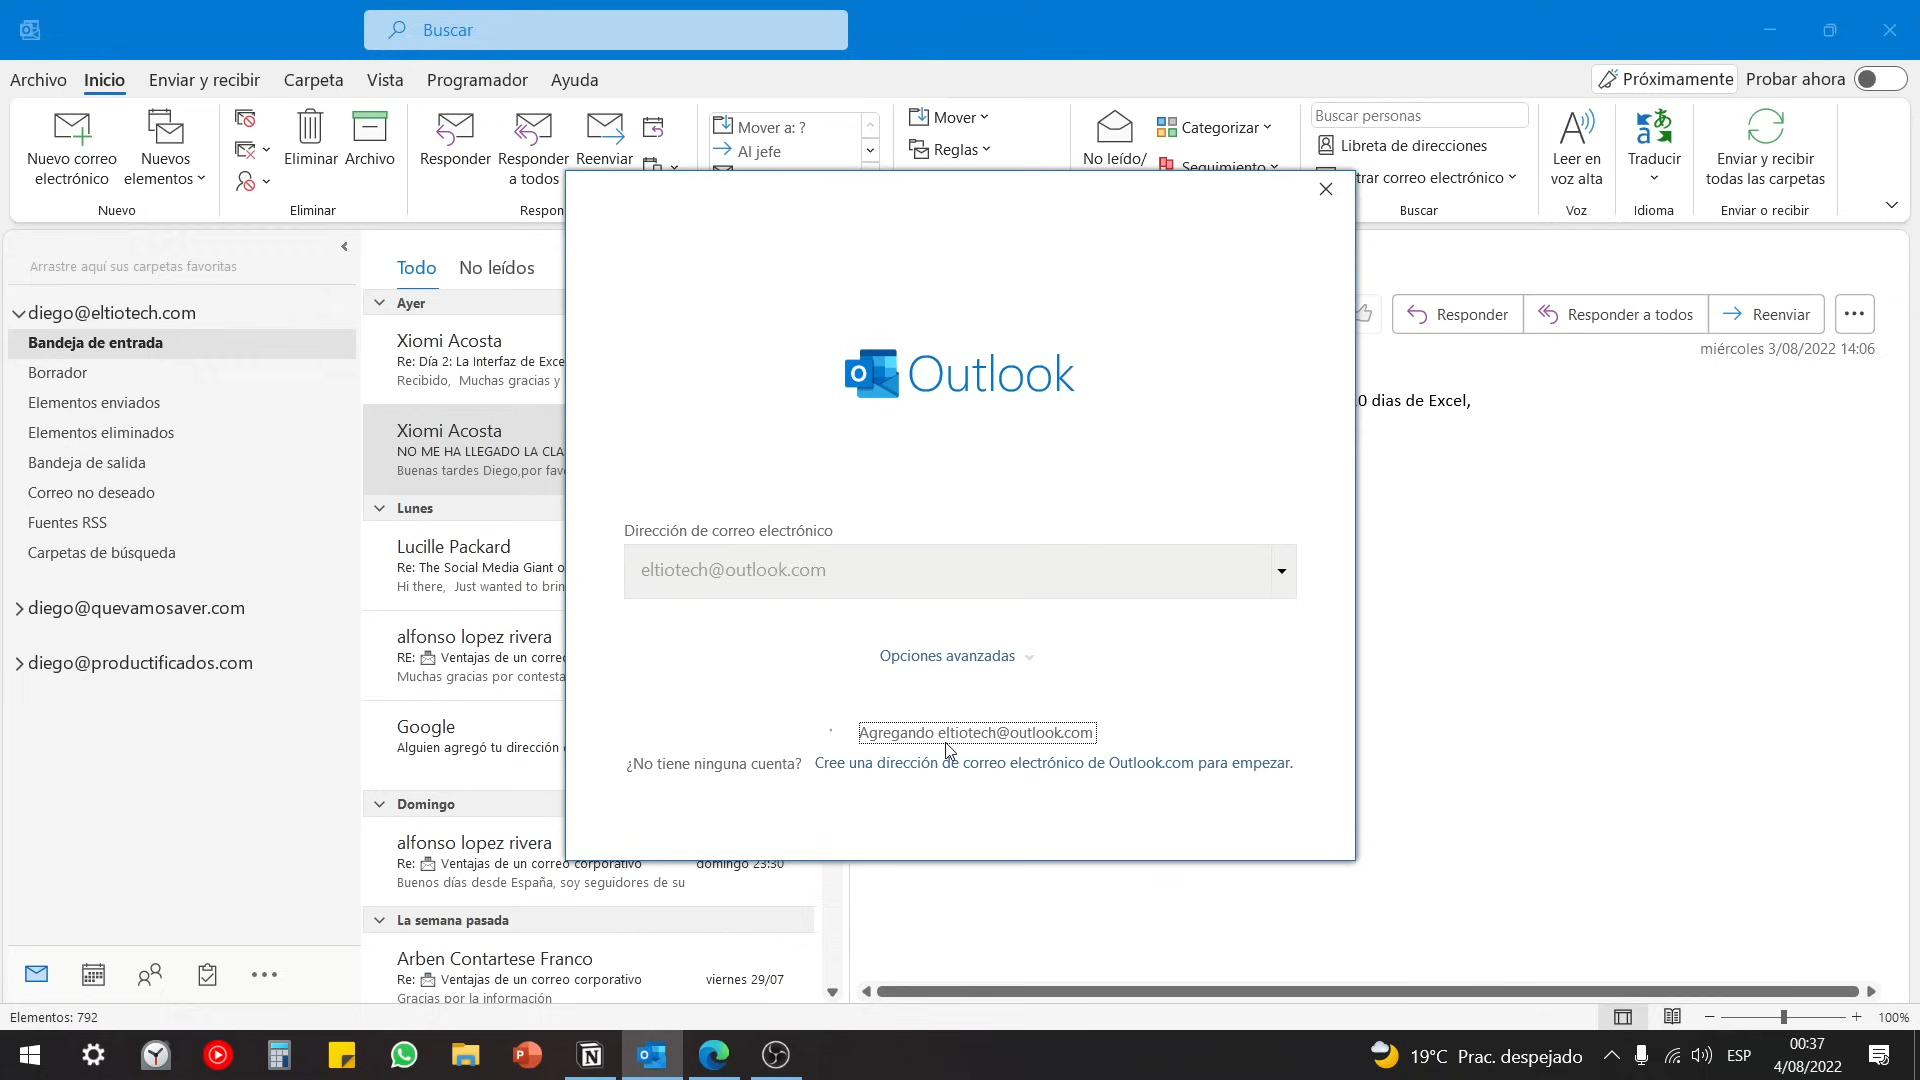 Buscar
Archivo Inicio Enviar y recibir Carpeta Vista Programador Ayuda
Próximamente Probar ahora
Nuevo correo electrónico
Nuevos elementos
Nuevo
Eliminar Archivo
Eliminar
Responder
Responder a todos
Reenviar
Respon
Mover a: ?
Al jefe
Mover
Reglas
No leído/
Categorizar
Seguimiento
Buscar personas
Libreta de direcciones
trar correo electrónico
Buscar
Leer en voz alta
Voz
Traducir
Idioma
Enviar y recibir todas las carpetas
Enviar o recibir
Arrastre aquí sus carpetas favoritas
diego@eltiotech.com
Bandeja de entrada
Borrador
Elementos enviados
Elementos eliminados
Bandeja de salida
Correo no deseado
Fuentes RSS
Carpetas de búsqueda
diego@quevamosaver.com
diego@productificados.com
Todo No leídos
Ayer
Xiomi Acosta
Re: Día 2: La Interfaz de Exce
Recibido, Muchas gracias y
Xiomi Acosta
NO ME HA LLEGADO LA CLA
Buenas tardes Diego,por fav
Lunes
Lucille Packard
Re: The Social Media Giant o
Hi there, Just wanted to brin
alfonso lopez rivera
RE: Ventajas de un corre
Muchas gracias por contesta
Google
Alguien agregó tu dirección
Domingo
alfonso lopez rivera
Re: Ventajas de un correo corporativo domingo 23:30
Buenos días desde España, soy seguidores de su
La semana pasada
Arben Contartese Franco
Re: Ventajas de un correo corporativo viernes 29/07
Gracias por la información
Outlook
Dirección de correo electrónico
eltiotech@outlook.com
Opciones avanzadas
Agregando eltiotech@outlook.com
¿No tiene ninguna cuenta? Cree una dirección de correo electrónico de Outlook.com para empezar.
Responder Responder a todos Reenviar
miércoles 3/08/2022 14:06
0 dias de Excel,
Elementos: 792
100%
19°C Prac. despejado
ESP
00:37
4/08/2022